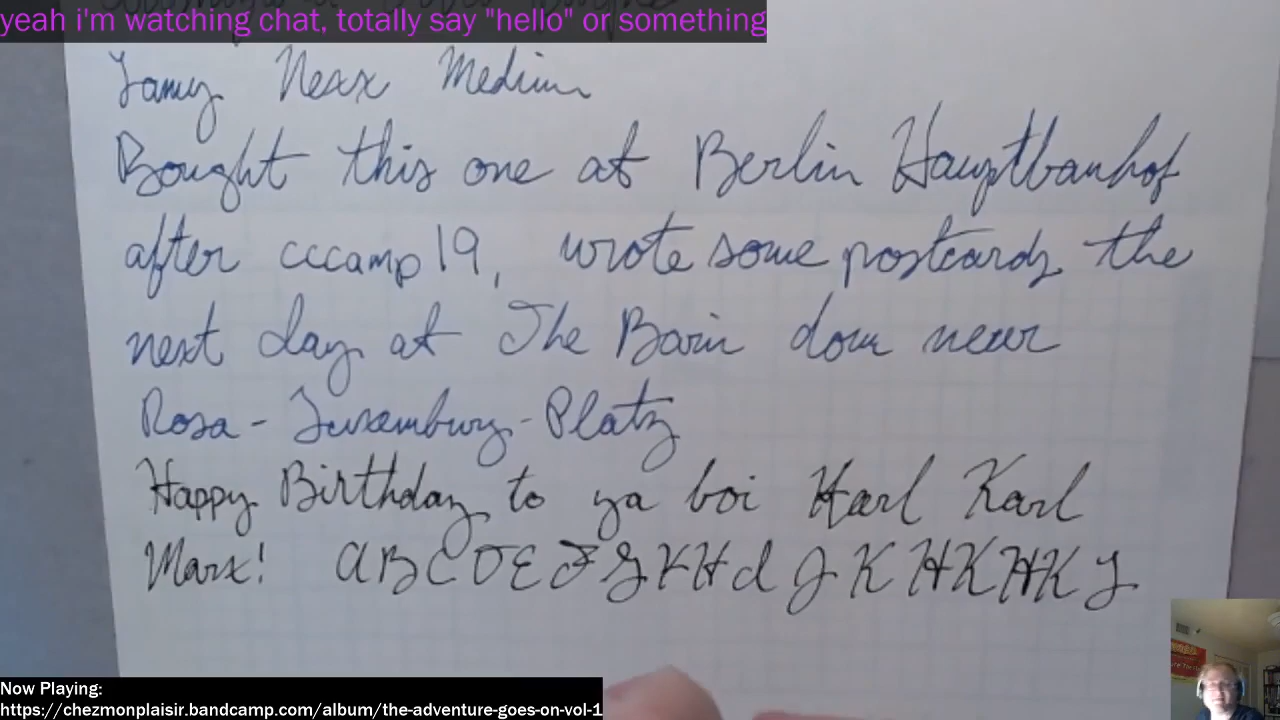 yeah i'm watching chat, totally say "hello" or something
Lamy Nexx Medium
Bought this one at Berlin Hauptbanhof
after cccamp19, wrote some postcards the
next day at The Barn down near
Rosa-Luxemburg-Platz
Happy Birthday to ya boi Karl Karl
Marx! A B C D E F G K H I J K H K H K L
Now Playing:
https://chezmonplaisir.bandcamp.com/album/the-adventure-goes-on-vol-1